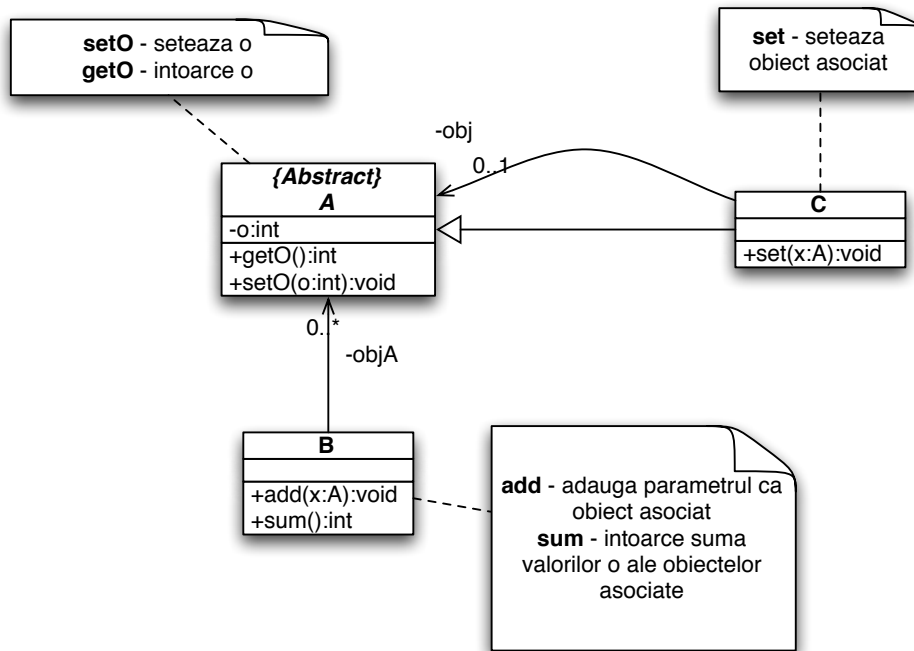 setO - seteaza o
getO - intoarce o
set - seteaza
obiect asociat
-obj
0..1
{Abstract}
A
-o:int
+getO():int
+setO(o:int):void
C
+set(x:A):void
0..*
-objA
B
+add(x:A):void
+sum():int
add - adauga parametrul ca
obiect asociat
sum - intoarce suma
valorilor o ale obiectelor
asociate